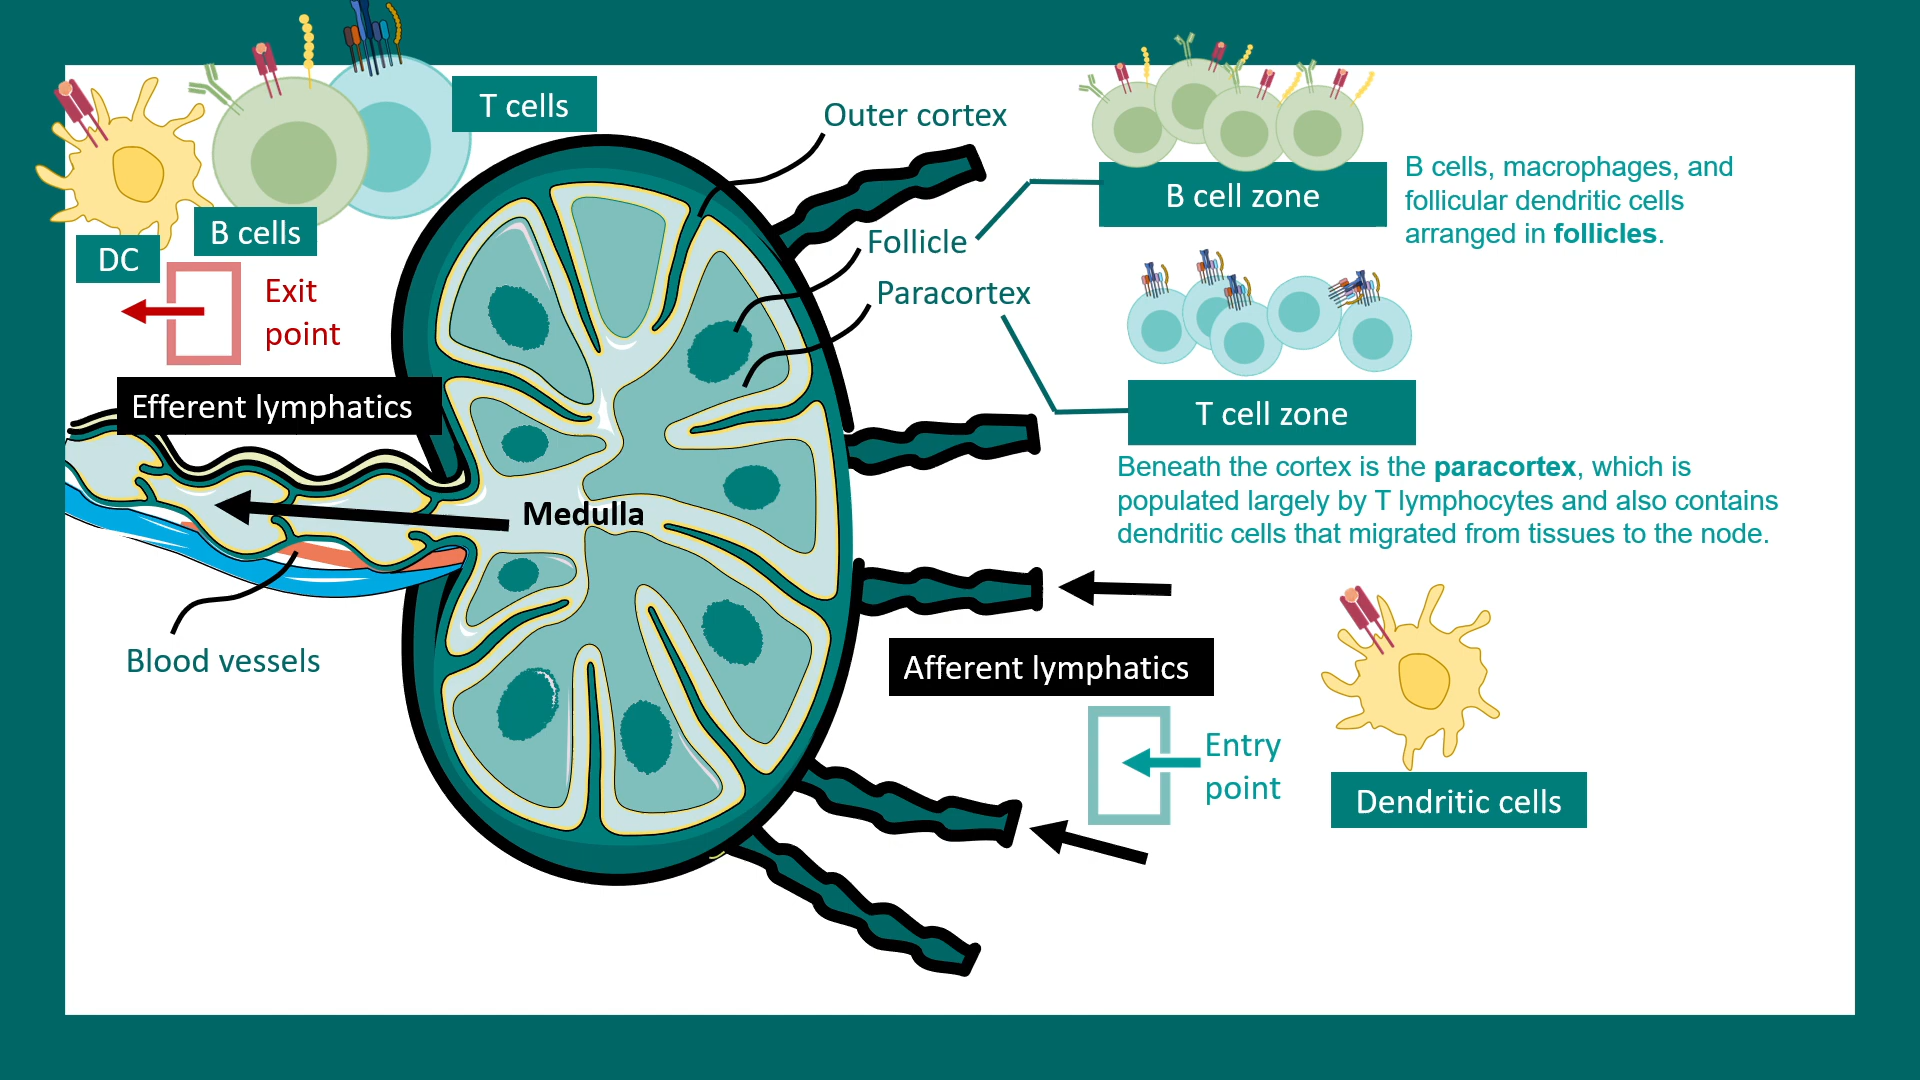 T cells
B cells
DC
Exit
point
Efferent lymphatics
Medulla
Blood vessels
Outer cortex
Follicle
Paracortex
B cell zone
B cells, macrophages, and
follicular dendritic cells
arranged in follicles.
T cell zone
Beneath the cortex is the paracortex, which is
populated largely by T lymphocytes and also contains
dendritic cells that migrated from tissues to the node.
Afferent lymphatics
Entry
point
Dendritic cells